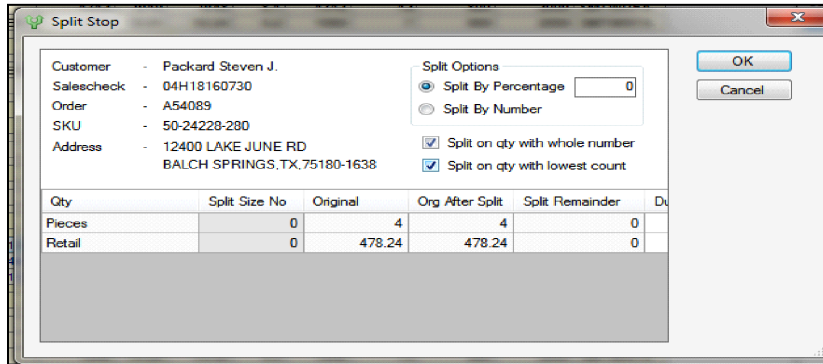 Split Stop
Customer - Packard Steven J.
Salescheck - 04H18160730
Order - A54089
SKU - 50-24228-280
Address - 12400 LAKE JUNE RD
BALCH SPRINGS,TX,75180-1638
Split Options
Split By Percentage 0
Split By Number
Split on qty with whole number
Split on qty with lowest count
OK
Cancel
Qty Split Size No Original Org After Split Split Remainder Du
Pieces 0 4 4 0
Retail 0 478.24 478.24 0